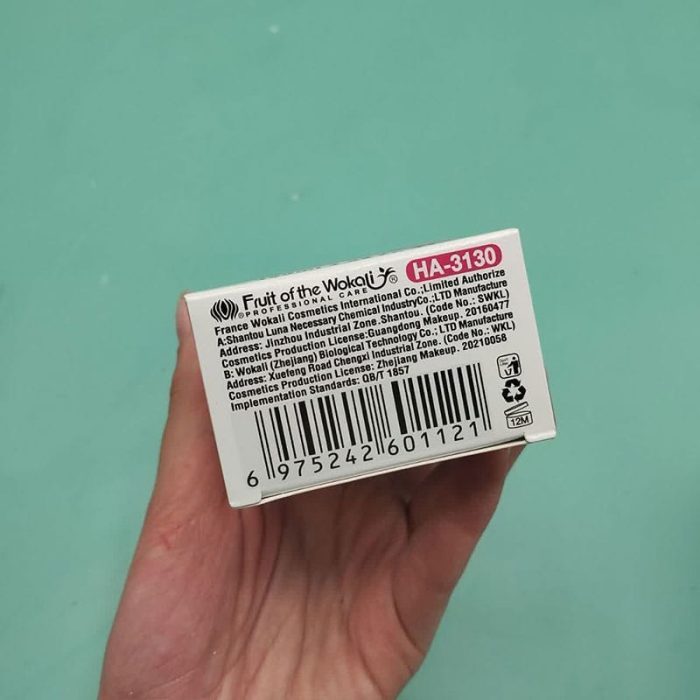 Fruit of the Wokali®
® PROFESSIONAL CARE
HA-3130
France Wokali Cosmetics International Co.;Limited Authorize
A:Shantou Luna Necessary Chemical IndustryCo.;LTD Manufacture
Address: Jinzhou Industrial Zone.Shantou. (Code No.: SWKL)
Cosmetics Production License:Guangdong Makeup. 20160477
B: Wokali (Zhejiang) Biological Technology Co.; LTD Manufacture
Address: Xuefeng Road Chengxi Industrial Zone. (Code No.: WKL)
Cosmetics Production License: Zhejiang Makeup. 20210058
Implementation Standards: QB/T 1857
12M
6 975242 601121